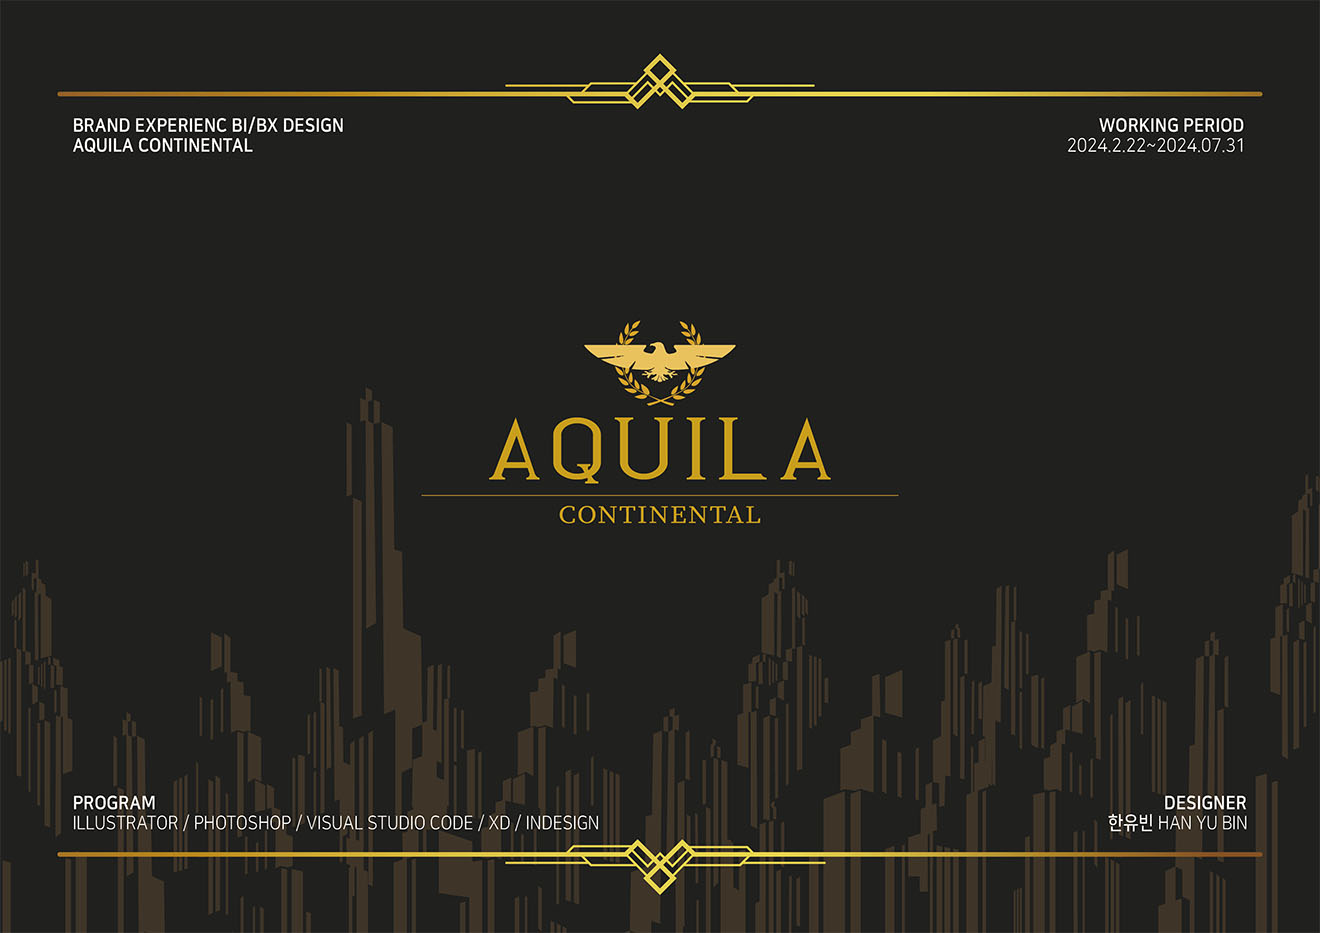 BRAND EXPERIENC BI/BX DESIGN
AQUILA CONTINENTAL
WORKING PERIOD
2024.2.22~2024.07.31
AQUILA
CONTINENTAL
PROGRAM
ILLUSTRATOR / PHOTOSHOP / VISUAL STUDIO CODE / XD / INDESIGN
DESIGNER
한유빈 HAN YU BIN